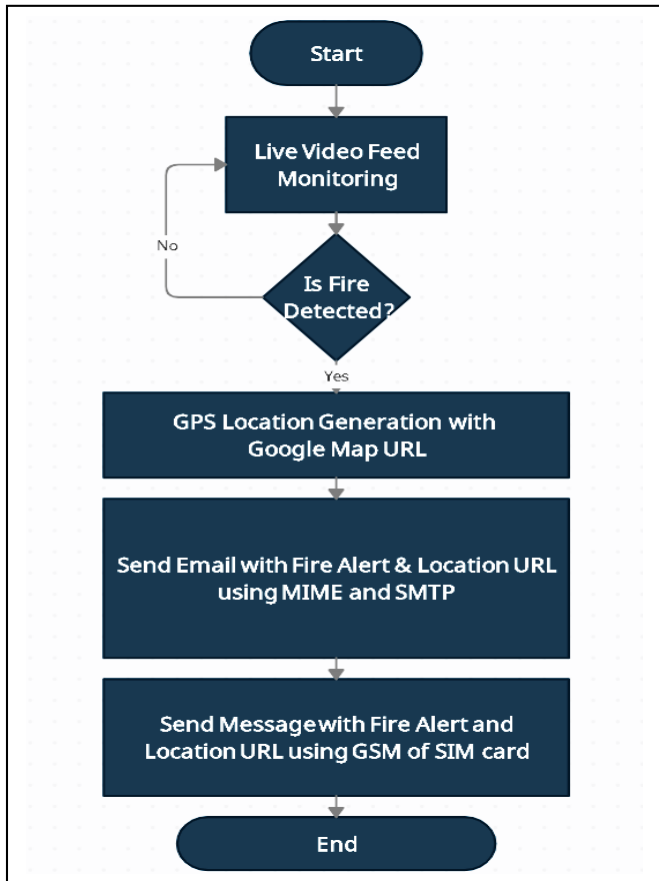 Start
Live Video Feed
Monitoring
No
Is Fire
Detected?
Yes
GPS Location Generation with
Google Map URL
Send Email with Fire Alert & Location URL
using MIME and SMTP
Send Message with Fire Alert and
Location URL using GSM of SIM card
End